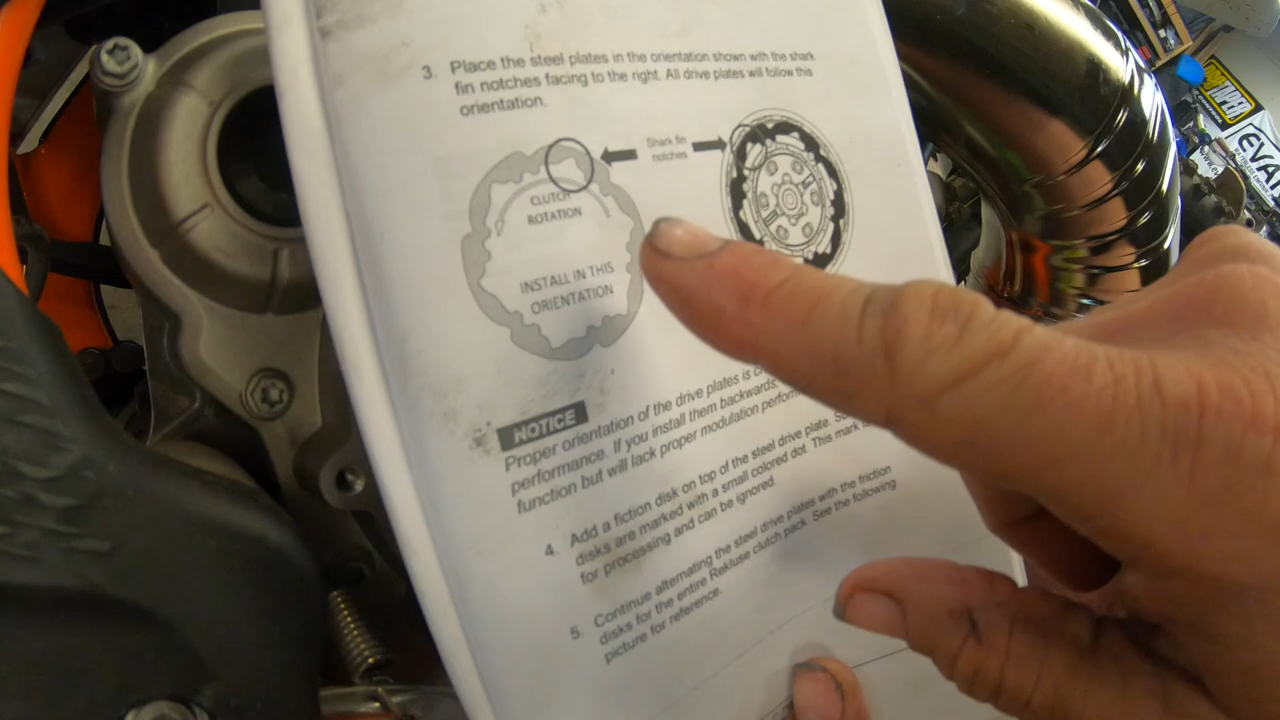 3. Place the steel plates in the orientation shown with the shark
fin notches facing to the right. All drive plates will follow this
orientation.
Shark fin
notches
CLUTCH
ROTATION
INSTALL IN THIS
ORIENTATION
NOTICE
Proper orientation of the drive plates is
performance. If you install them backwards,
function but will lack proper modulation
4. Add a fiction disk on top of the steel drive plate.
disks are marked with a small colored dot. This mark
for processing and can be ignored.
5. Continue alternating the steel drive plates with the friction
disks for the entire Rekluse clutch pack. See the following
picture for reference.